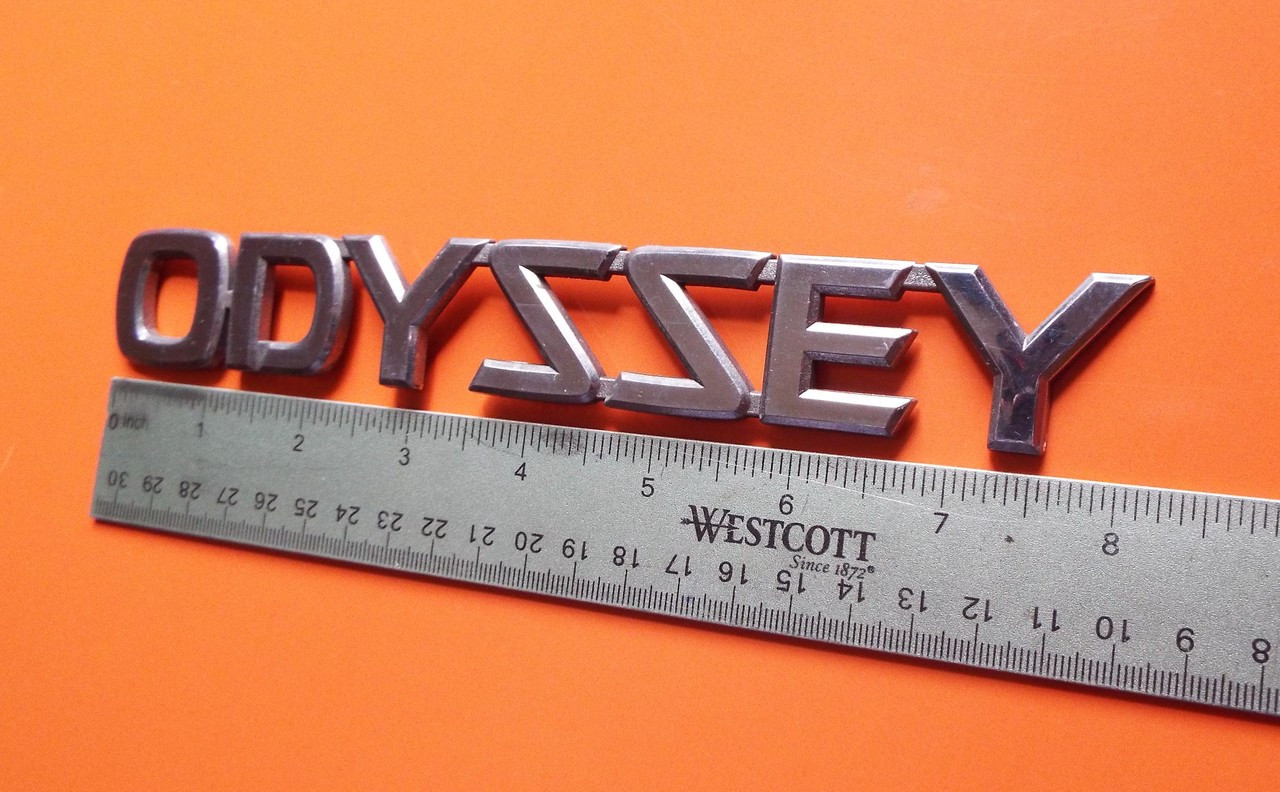 ODYSSEY
0 inch 1 2 3 4 5 6 7 8
WESTCOTT
Since 1872®
30 29 28 27 26 25 24 23 22 21 20 19 18 17 16 15 14 13 12 11 10 9 8